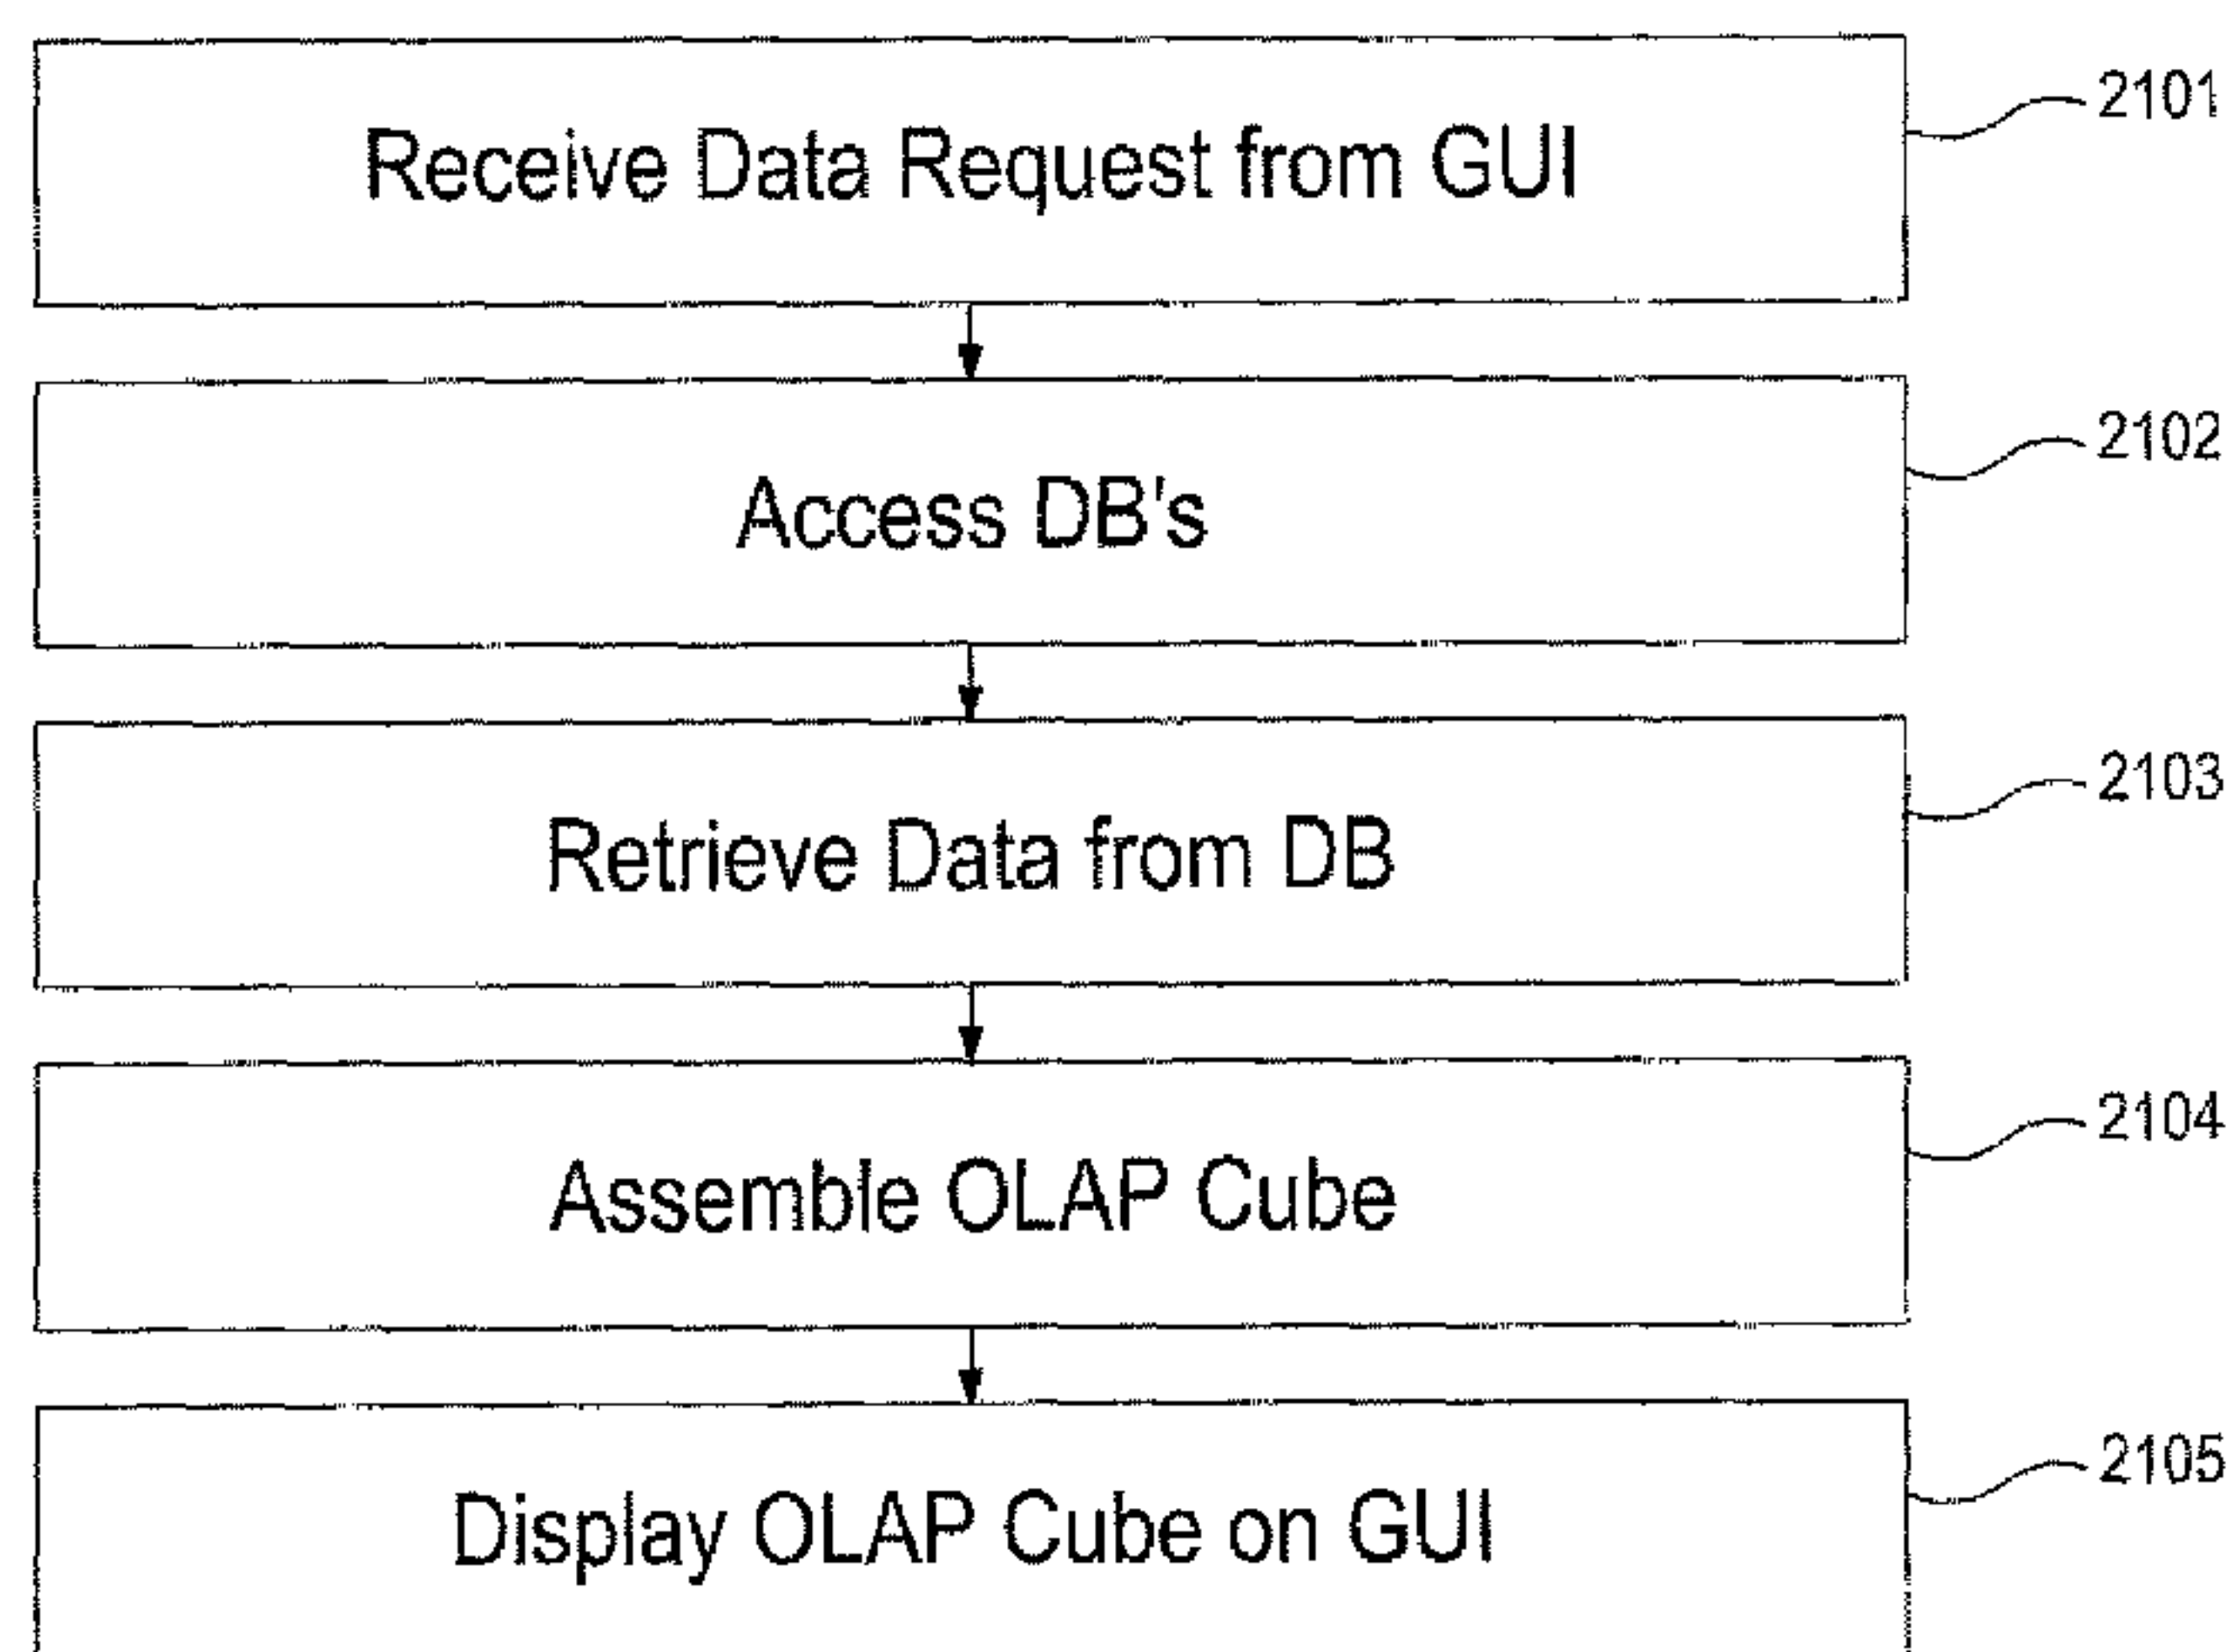 Receive Data Request from GUI
2101
Access DB's
2102
Retrieve Data from DB
2103
Assemble OLAP Cube
2104
Display OLAP Cube on GUI
2105